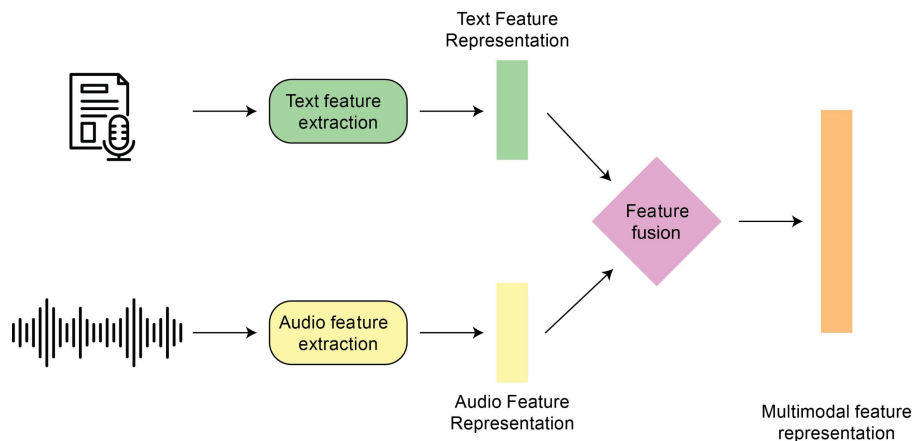 Text Feature
Representation
Text feature
extraction
Feature
fusion
Audio feature
extraction
Audio Feature
Representation
Multimodal feature
representation